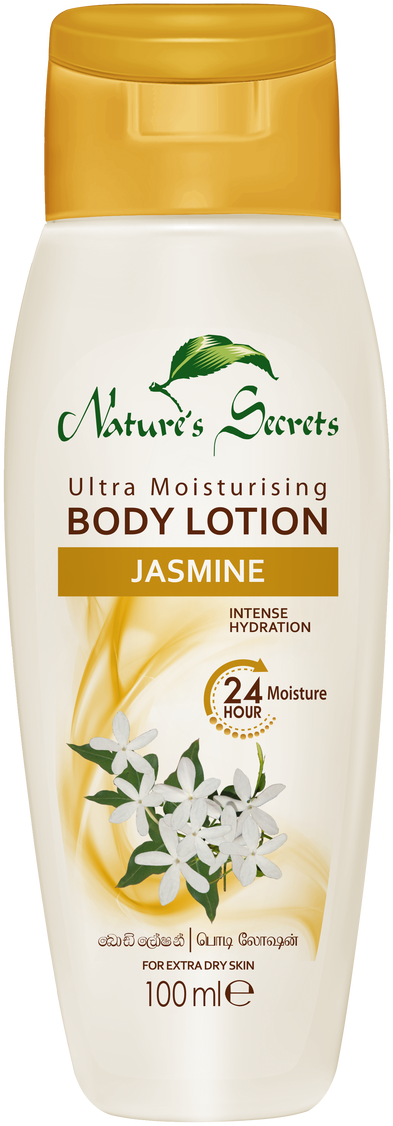 Nature's Secrets
Ultra Moisturising
BODY LOTION
JASMINE
INTENSE
HYDRATION
24 Moisture
HOUR
බොඩි ලෝෂන් | பொடி லோஷன்
FOR EXTRA DRY SKIN
100 ml ℮